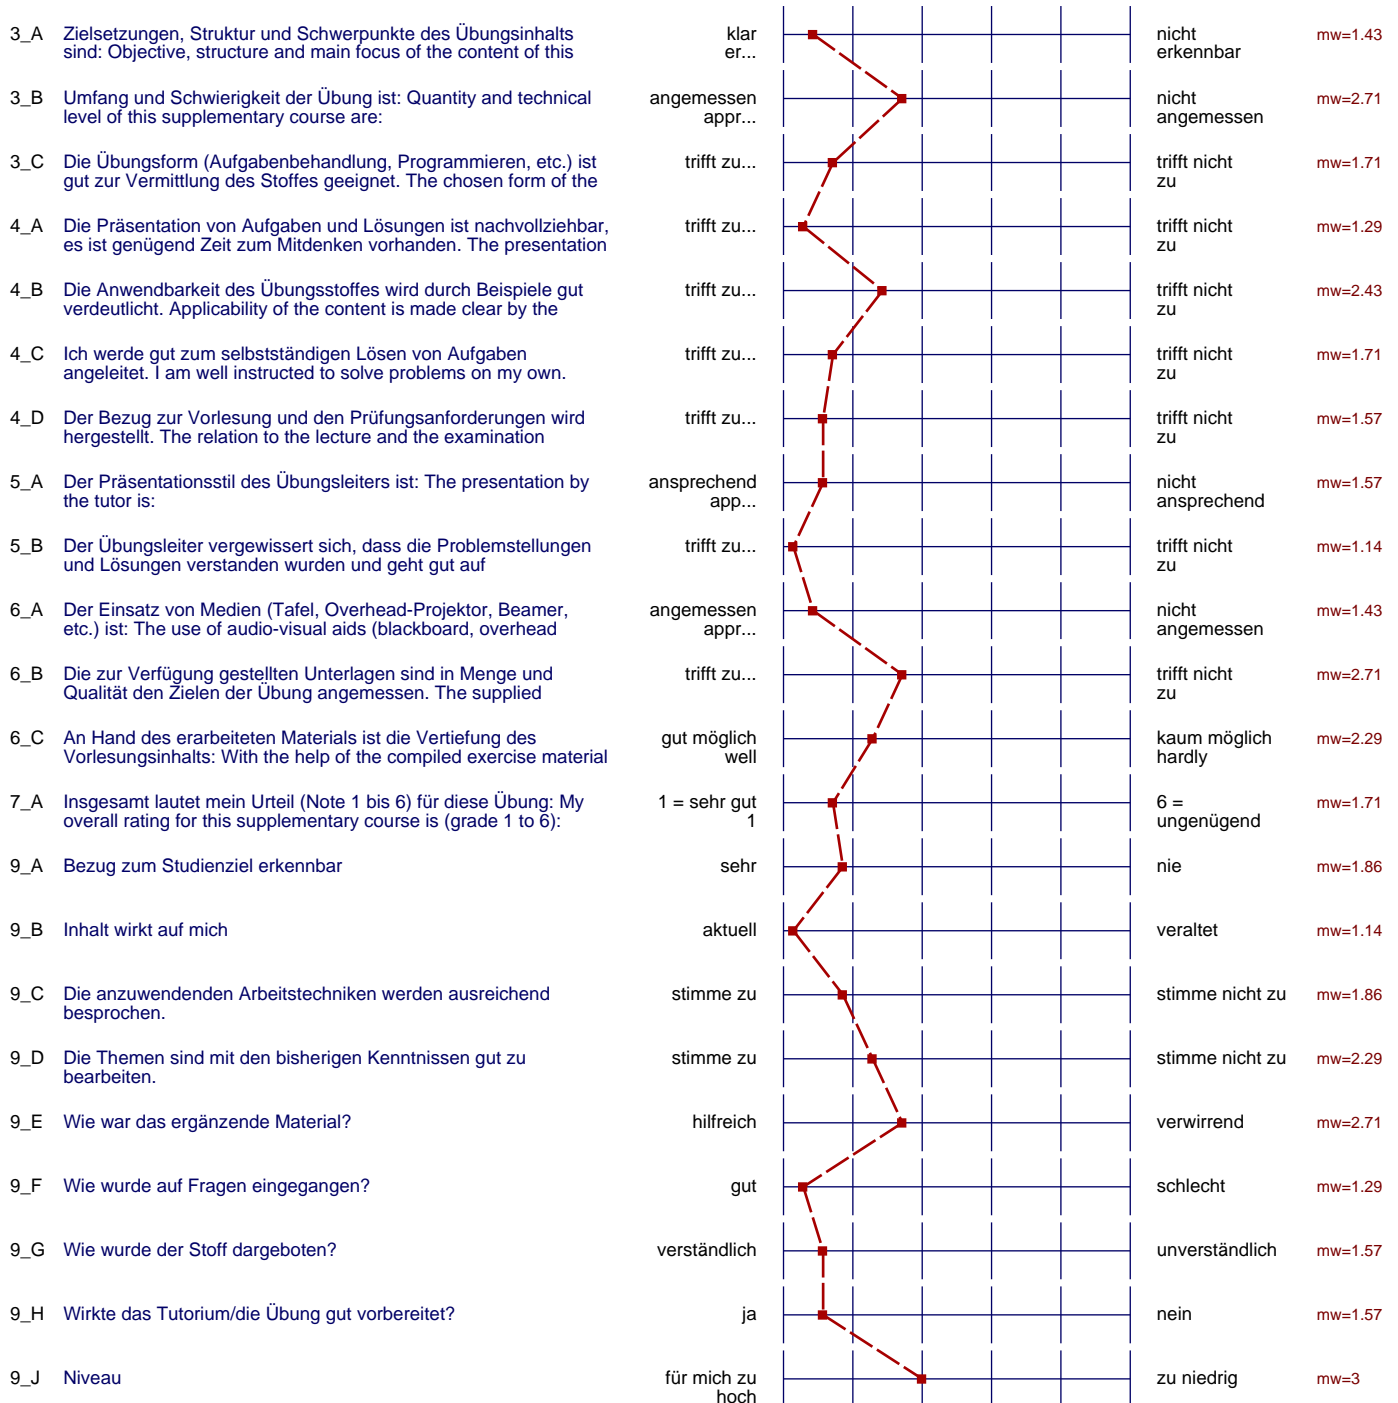 3_A Zielsetzungen, Struktur und Schwerpunkte des Übungsinhalts klar nicht mw=1.43
sind: Objective, structure and main focus of the content of this er... erkennbar
3_B Umfang und Schwierigkeit der Übung ist: Quantity and technical angemessen nicht mw=2.71
level of this supplementary course are: appr... angemessen
3_C Die Übungsform (Aufgabenbehandlung, Programmieren, etc.) ist trifft zu... trifft nicht mw=1.71
gut zur Vermittlung des Stoffes geeignet. The chosen form of the zu
4_A Die Präsentation von Aufgaben und Lösungen ist nachvollziehbar, trifft zu... trifft nicht mw=1.29
es ist genügend Zeit zum Mitdenken vorhanden. The presentation zu
4_B Die Anwendbarkeit des Übungsstoffes wird durch Beispiele gut trifft zu... trifft nicht mw=2.43
verdeutlicht. Applicability of the content is made clear by the zu
4_C Ich werde gut zum selbstständigen Lösen von Aufgaben trifft zu... trifft nicht mw=1.71
angeleitet. I am well instructed to solve problems on my own. zu
4_D Der Bezug zur Vorlesung und den Prüfungsanforderungen wird trifft zu... trifft nicht mw=1.57
hergestellt. The relation to the lecture and the examination zu
5_A Der Präsentationsstil des Übungsleiters ist: The presentation by ansprechend nicht mw=1.57
the tutor is: app... ansprechend
5_B Der Übungsleiter vergewissert sich, dass die Problemstellungen trifft zu... trifft nicht mw=1.14
und Lösungen verstanden wurden und geht gut auf zu
6_A Der Einsatz von Medien (Tafel, Overhead-Projektor, Beamer, angemessen nicht mw=1.43
etc.) ist: The use of audio-visual aids (blackboard, overhead appr... angemessen
6_B Die zur Verfügung gestellten Unterlagen sind in Menge und trifft zu... trifft nicht mw=2.71
Qualität den Zielen der Übung angemessen. The supplied zu
6_C An Hand des erarbeiteten Materials ist die Vertiefung des gut möglich kaum möglich mw=2.29
Vorlesungsinhalts: With the help of the compiled exercise material well hardly
7_A Insgesamt lautet mein Urteil (Note 1 bis 6) für diese Übung: My 1 = sehr gut 6 = mw=1.71
overall rating for this supplementary course is (grade 1 to 6): 1 ungenügend
9_A Bezug zum Studienziel erkennbar sehr nie mw=1.86
9_B Inhalt wirkt auf mich aktuell veraltet mw=1.14
9_C Die anzuwendenden Arbeitstechniken werden ausreichend stimme zu stimme nicht zu mw=1.86
besprochen.
9_D Die Themen sind mit den bisherigen Kenntnissen gut zu stimme zu stimme nicht zu mw=2.29
bearbeiten.
9_E Wie war das ergänzende Material? hilfreich verwirrend mw=2.71
9_F Wie wurde auf Fragen eingegangen? gut schlecht mw=1.29
9_G Wie wurde der Stoff dargeboten? verständlich unverständlich mw=1.57
9_H Wirkte das Tutorium/die Übung gut vorbereitet? ja nein mw=1.57
9_J Niveau für mich zu zu niedrig mw=3
hoch